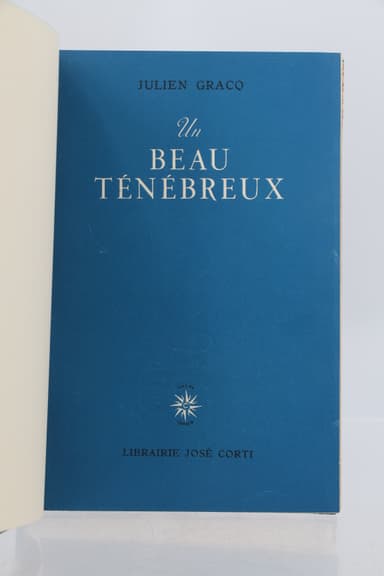 JULIEN GRACQ
Un
BEAU
TÉNÉBREUX
LIBRAIRIE JOSÉ CORTI